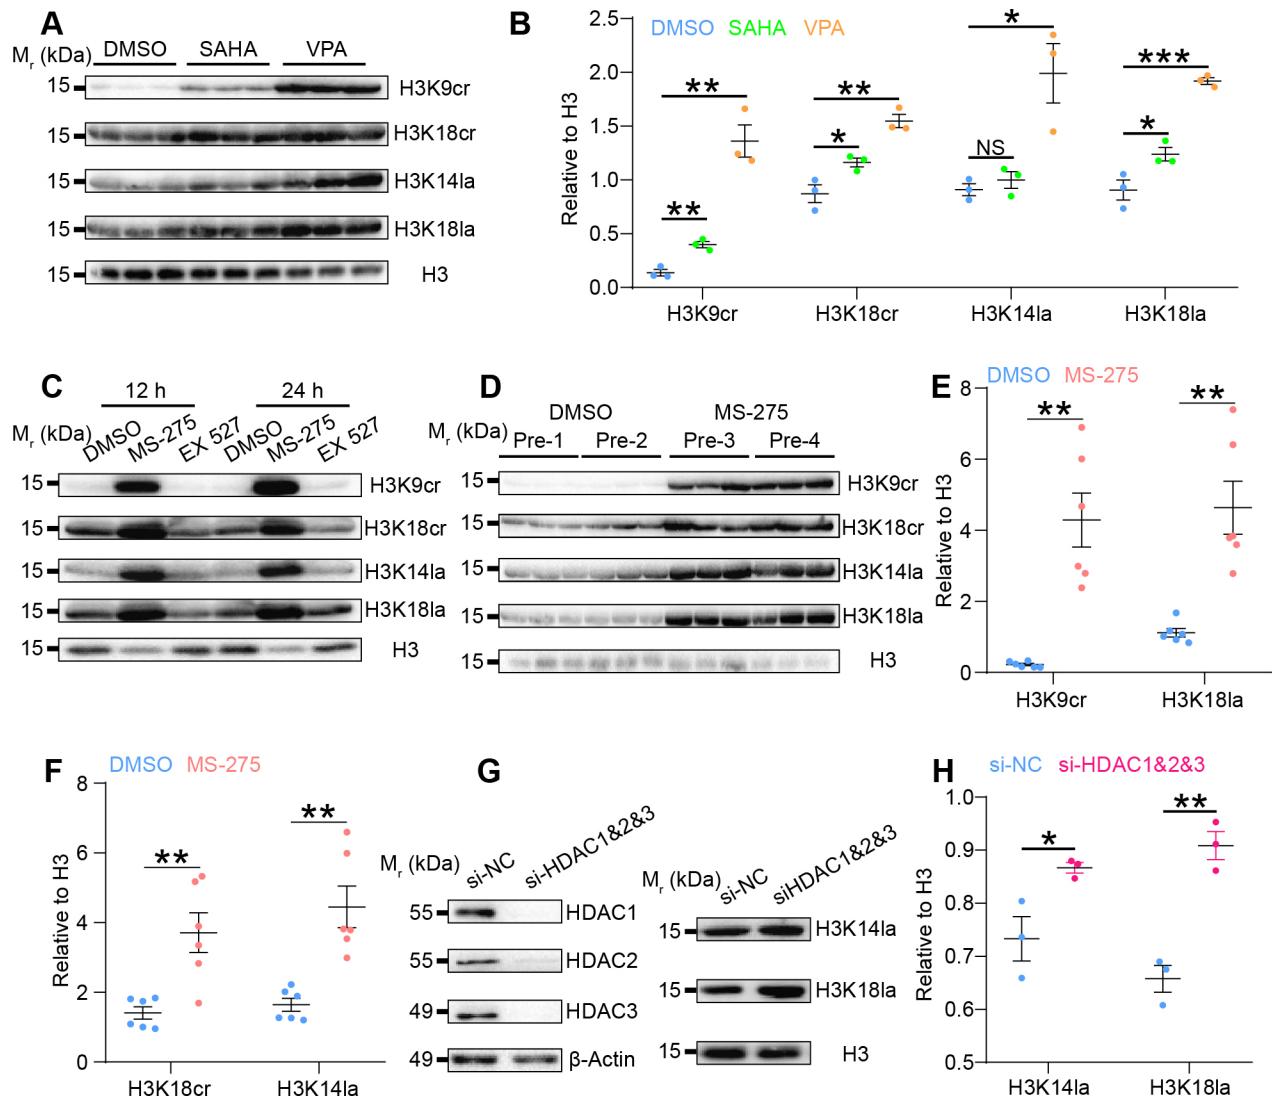 A
Mr (kDa)
DMSO SAHA VPA
15 H3K9cr
15 H3K18cr
15 H3K14la
15 H3K18la
15 H3
B
DMSO SAHA VPA
Relative to H3
2.5
2.0
1.5
1.0
0.5
0.0
** ** * ** NS * * ***
H3K9cr H3K18cr H3K14la H3K18la
C
12 h 24 h
Mr (kDa)
DMSO MS-275 EX 527 DMSO MS-275 EX 527
15 H3K9cr
15 H3K18cr
15 H3K14la
15 H3K18la
15 H3
D
DMSO MS-275
Mr (kDa) Pre-1 Pre-2 Pre-3 Pre-4
15 H3K9cr
15 H3K18cr
15 H3K14la
15 H3K18la
15 H3
E
DMSO MS-275
Relative to H3
8
6
4
2
0
** **
H3K9cr H3K18la
F
DMSO MS-275
Relative to H3
8
6
4
2
0
** **
H3K18cr H3K14la
G
Mr (kDa) si-NC si-HDAC1&2&3
55 HDAC1
55 HDAC2
49 HDAC3
49 β-Actin
Mr (kDa) si-NC siHDAC1&2&3
15 H3K14la
15 H3K18la
15 H3
H
si-NC si-HDAC1&2&3
Relative to H3
1.0
0.9
0.8
0.7
0.6
0.5
* **
H3K14la H3K18la